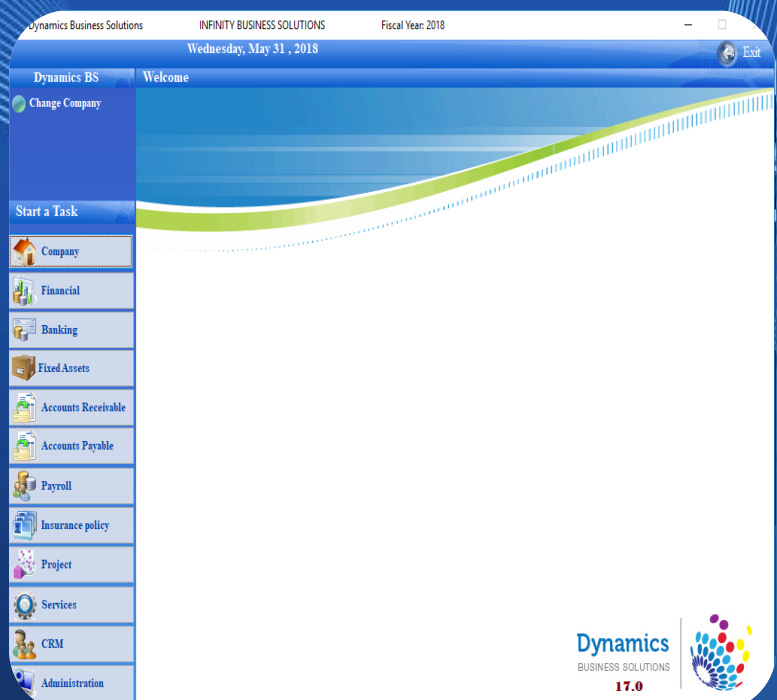 Dynamics Business Solutions INFINITY BUSINESS SOLUTIONS Fiscal Year: 2018
Wednesday, May 31 , 2018
Exit
Dynamics BS
Welcome
Change Company
Start a Task
Company
Financial
Banking
Fixed Assets
Accounts Receivable
Accounts Payable
Payroll
Insurance policy
Project
Services
CRM
Administration
Dynamics
BUSINESS SOLUTIONS
17.0